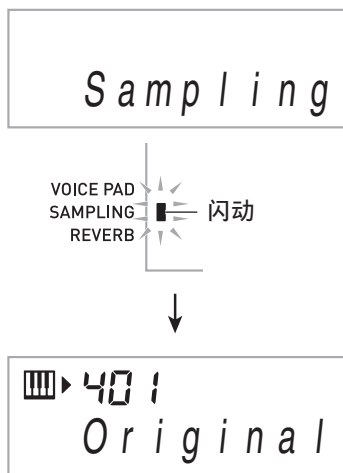 Sampling
VOICE PAD
SAMPLING
闪动
REVERB
401
Original